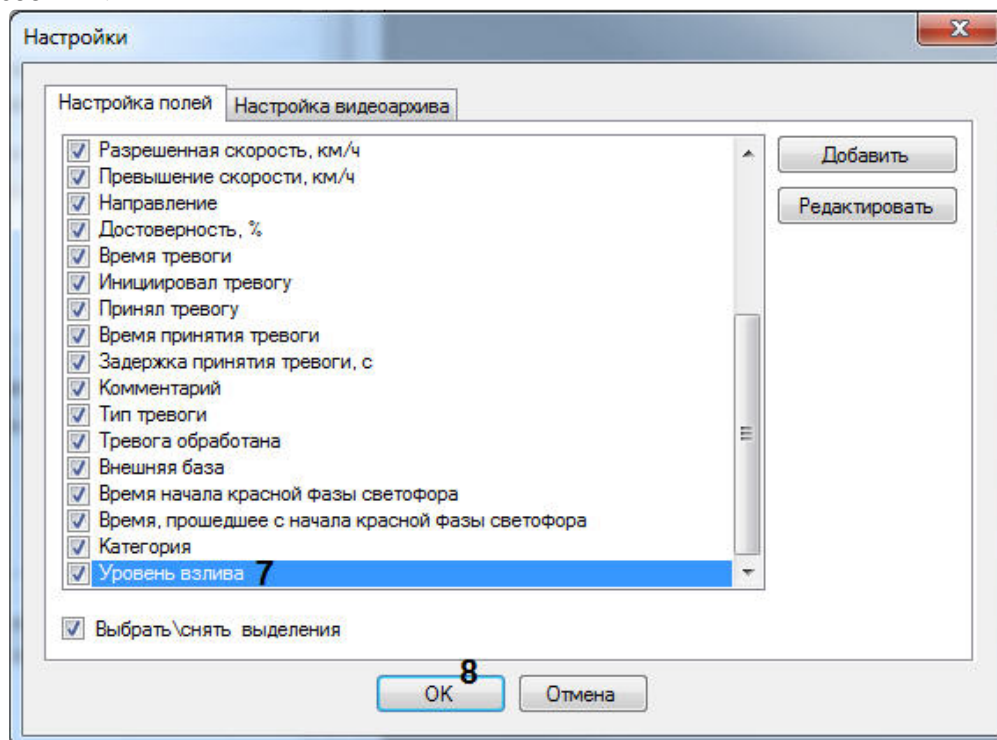 Настройки
Настройка полей Настройка видеоархива
Разрешенная скорость, км/ч
Добавить
Превышение скорости, км/ч
Направление
Редактировать
Достоверность, %
Время тревоги
Инициировал тревогу
Принял тревогу
Время принятия тревоги
Задержка принятия тревоги, с
Комментарий
Тип тревоги
Тревога обработана
Внешняя база
Время начала красной фазы светофора
Время, прошедшее с начала красной фазы светофора
Категория
Уровень взлива 7
Выбрать\снять выделения
8
OK Отмена